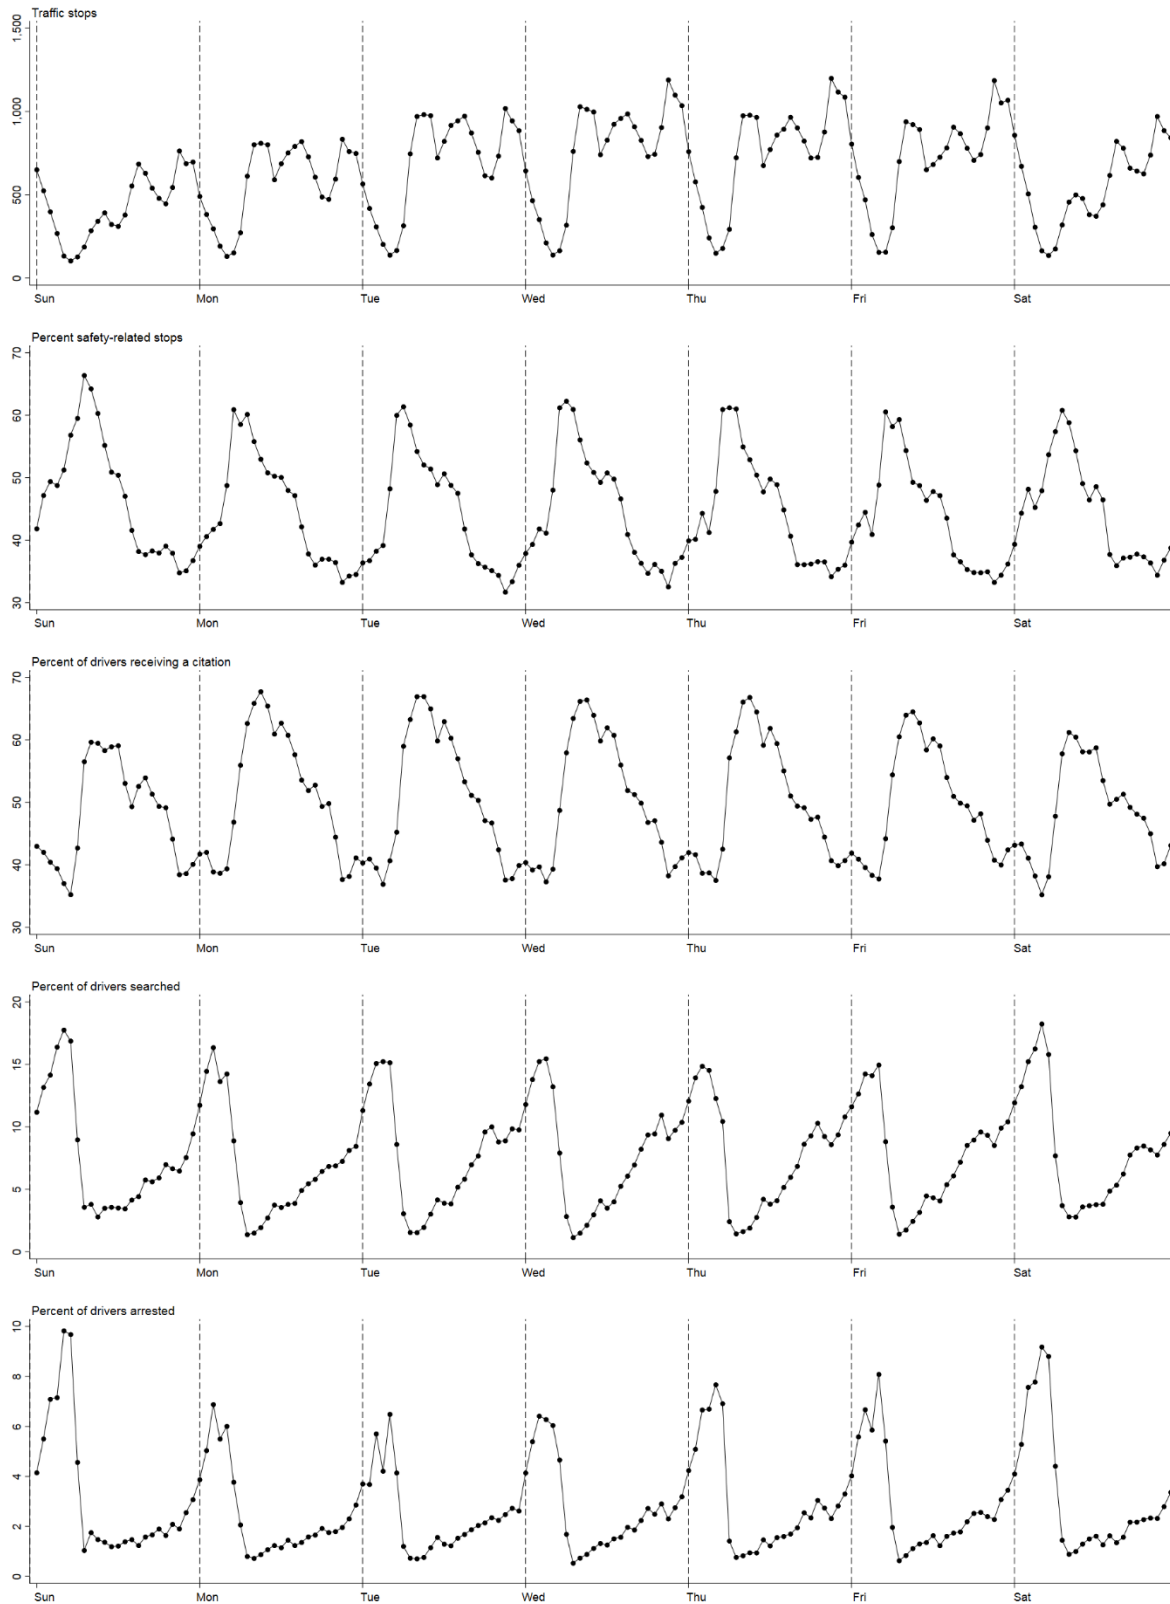 Traffic stops
1,500
1,000
500
0
Sun Mon Tue Wed Thu Fri Sat
Percent safety-related stops
70
60
50
40
30
Sun Mon Tue Wed Thu Fri Sat
Percent of drivers receiving a citation
70
60
50
40
30
Sun Mon Tue Wed Thu Fri Sat
Percent of drivers searched
20
15
10
5
0
Sun Mon Tue Wed Thu Fri Sat
Percent of drivers arrested
10
8
6
4
2
0
Sun Mon Tue Wed Thu Fri Sat